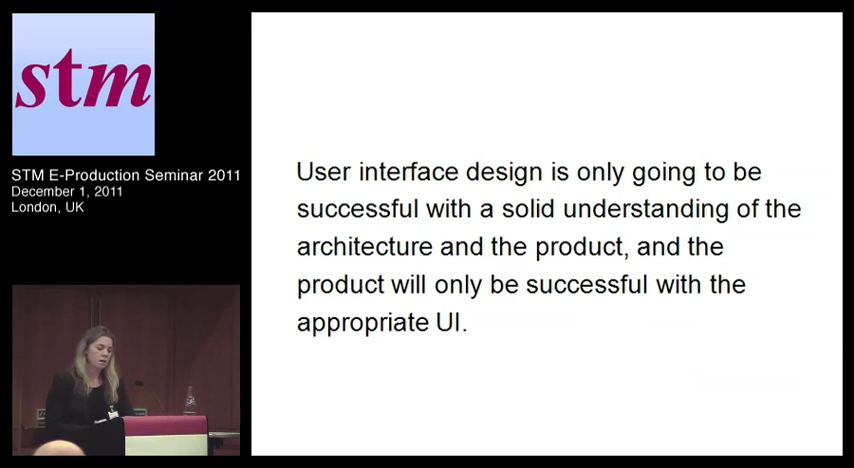 stm
STM E-Production Seminar 2011
December 1, 2011
London, UK
User interface design is only going to be
successful with a solid understanding of the
architecture and the product, and the
product will only be successful with the
appropriate UI.